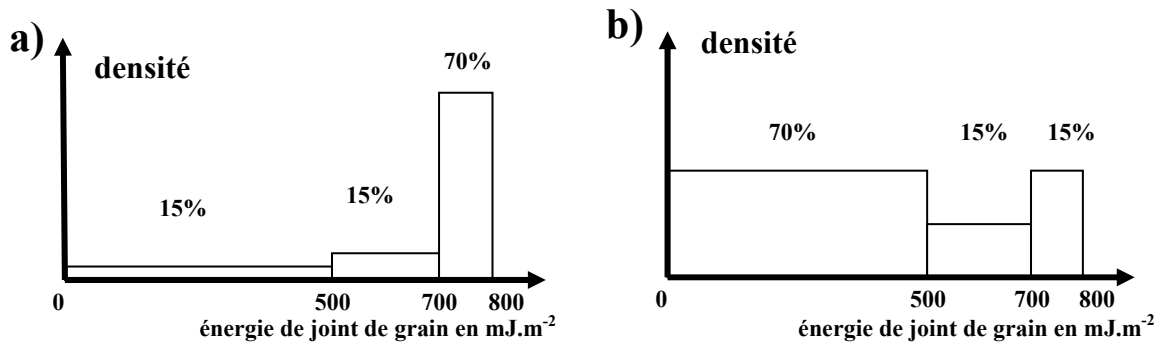 a)
densité
70%
15%
15%
0
500
700
800
énergie de joint de grain en mJ.m⁻²
b)
densité
70%
15%
15%
0
500
700
800
énergie de joint de grain en mJ.m⁻²